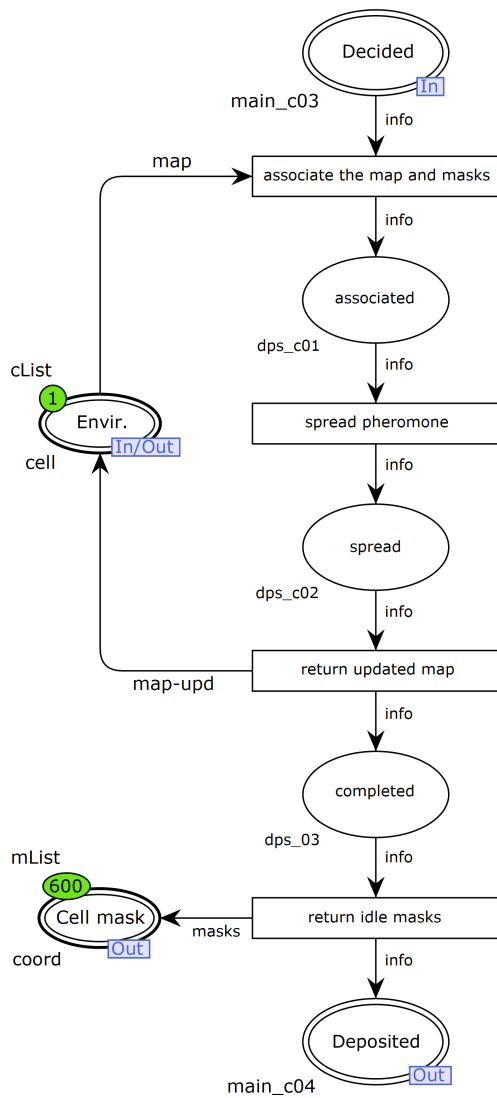 Decided
In
main_c03
info
map
associate the map and masks
info
associated
dps_c01
info
cList
1
Envir.
In/Out
cell
spread pheromone
info
spread
dps_c02
info
return updated map
map-upd
info
completed
dps_03
info
mList
600
Cell mask
Out
coord
masks
return idle masks
info
Deposited
Out
main_c04